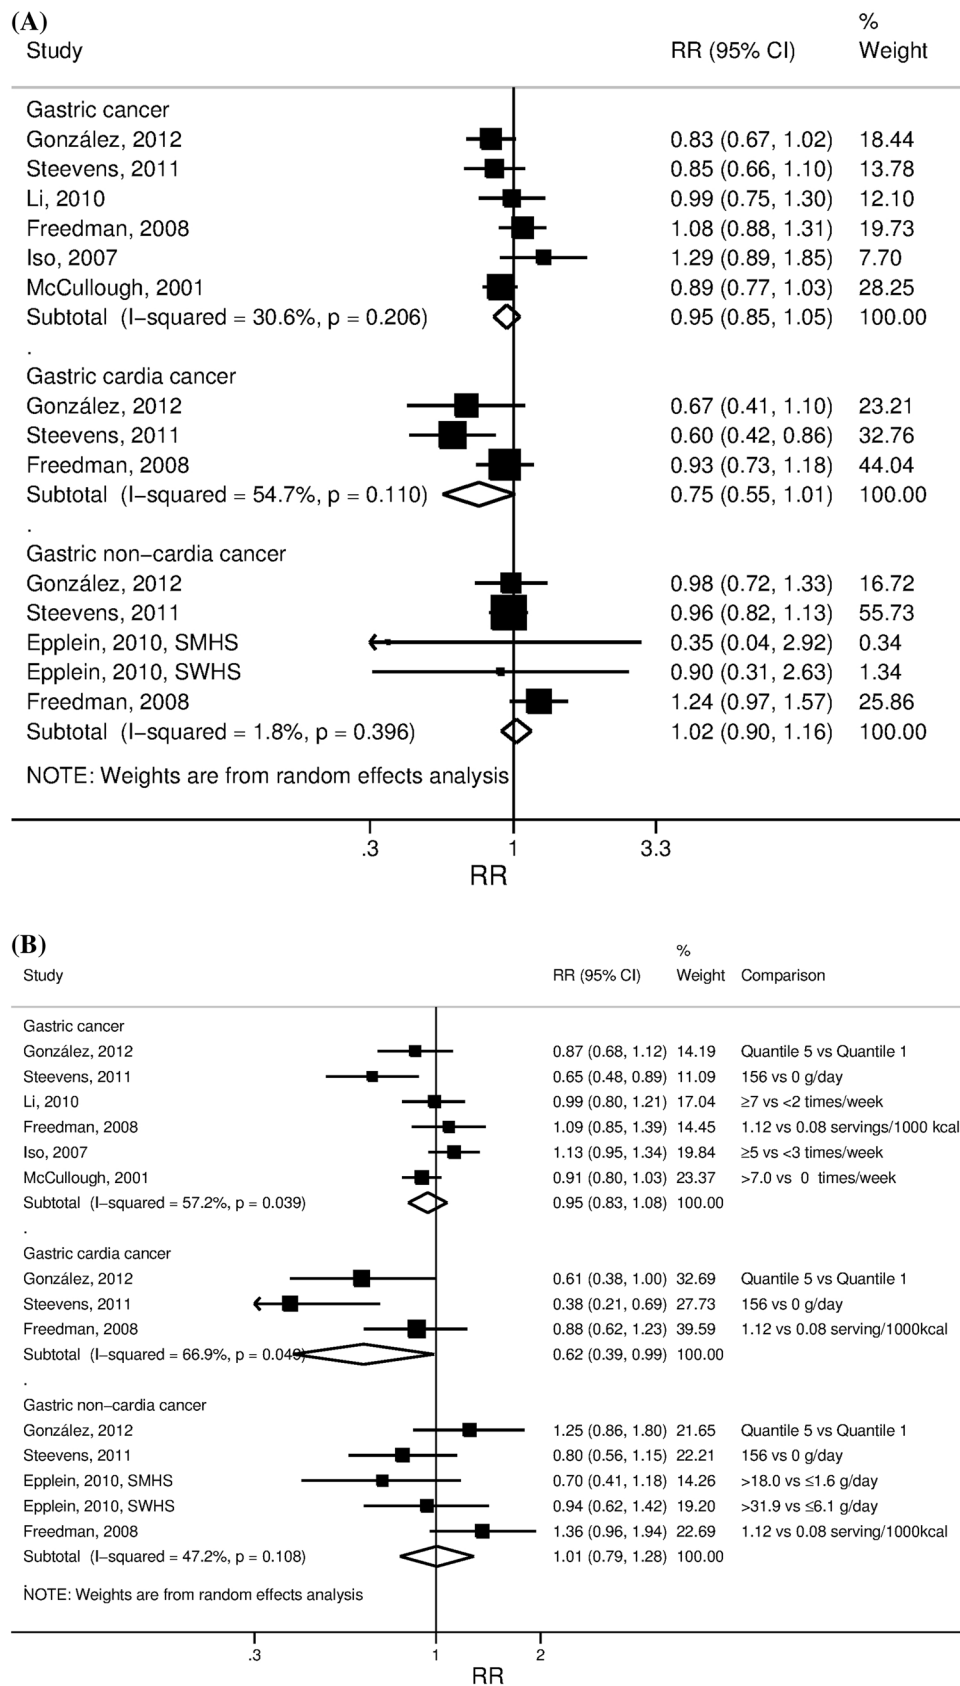 (A)
%
Study RR (95% CI) Weight
Gastric cancer
González, 2012 0.83 (0.67, 1.02) 18.44
Steevens, 2011 0.85 (0.66, 1.10) 13.78
Li, 2010 0.99 (0.75, 1.30) 12.10
Freedman, 2008 1.08 (0.88, 1.31) 19.73
Iso, 2007 1.29 (0.89, 1.85) 7.70
McCullough, 2001 0.89 (0.77, 1.03) 28.25
Subtotal (I−squared = 30.6%, p = 0.206) 0.95 (0.85, 1.05) 100.00
.
Gastric cardia cancer
González, 2012 0.67 (0.41, 1.10) 23.21
Steevens, 2011 0.60 (0.42, 0.86) 32.76
Freedman, 2008 0.93 (0.73, 1.18) 44.04
Subtotal (I−squared = 54.7%, p = 0.110) 0.75 (0.55, 1.01) 100.00
.
Gastric non−cardia cancer
González, 2012 0.98 (0.72, 1.33) 16.72
Steevens, 2011 0.96 (0.82, 1.13) 55.73
Epplein, 2010, SMHS 0.35 (0.04, 2.92) 0.34
Epplein, 2010, SWHS 0.90 (0.31, 2.63) 1.34
Freedman, 2008 1.24 (0.97, 1.57) 25.86
Subtotal (I−squared = 1.8%, p = 0.396) 1.02 (0.90, 1.16) 100.00
NOTE: Weights are from random effects analysis
.3 1 3.3
RR
(B)
%
Study RR (95% CI) Weight Comparison
Gastric cancer
González, 2012 0.87 (0.68, 1.12) 14.19 Quantile 5 vs Quantile 1
Steevens, 2011 0.65 (0.48, 0.89) 11.09 156 vs 0 g/day
Li, 2010 0.99 (0.80, 1.21) 17.04 ≥7 vs <2 times/week
Freedman, 2008 1.09 (0.85, 1.39) 14.45 1.12 vs 0.08 servings/1000 kcal
Iso, 2007 1.13 (0.95, 1.34) 19.84 ≥5 vs <3 times/week
McCullough, 2001 0.91 (0.80, 1.03) 23.37 >7.0 vs 0 times/week
Subtotal (I−squared = 57.2%, p = 0.039) 0.95 (0.83, 1.08) 100.00
.
Gastric cardia cancer
González, 2012 0.61 (0.38, 1.00) 32.69 Quantile 5 vs Quantile 1
Steevens, 2011 0.38 (0.21, 0.69) 27.73 156 vs 0 g/day
Freedman, 2008 0.88 (0.62, 1.23) 39.59 1.12 vs 0.08 serving/1000kcal
Subtotal (I−squared = 66.9%, p = 0.049) 0.62 (0.39, 0.99) 100.00
.
Gastric non−cardia cancer
González, 2012 1.25 (0.86, 1.80) 21.65 Quantile 5 vs Quantile 1
Steevens, 2011 0.80 (0.56, 1.15) 22.21 156 vs 0 g/day
Epplein, 2010, SMHS 0.70 (0.41, 1.18) 14.26 >18.0 vs ≤1.6 g/day
Epplein, 2010, SWHS 0.94 (0.62, 1.42) 19.20 >31.9 vs ≤6.1 g/day
Freedman, 2008 1.36 (0.96, 1.94) 22.69 1.12 vs 0.08 serving/1000kcal
Subtotal (I−squared = 47.2%, p = 0.108) 1.01 (0.79, 1.28) 100.00
.
NOTE: Weights are from random effects analysis
.3 1 2
RR